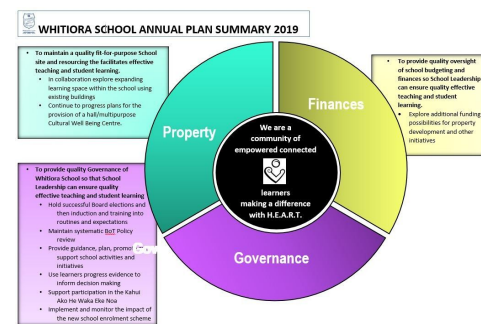 WHITIORA SCHOOL ANNUAL PLAN SUMMARY 2019
• To maintain a quality fit-for-purpose School
site and resourcing the facilitates effective
teaching and student learning.
• In collaboration explore expanding
learning space within the school using
existing buildings
• Continue to progress plans for the
provision of a hall/multipurpose
Cultural Well Being Centre.
• To provide quality oversight
of school budgeting and
finances so School Leadership
can ensure quality effective
teaching and student
learning.
• Explore additional funding
possibilities for property
development and other
initiatives
Property
Finances
We are a
community of
empowered connected
learners
making a difference
with H.E.A.R.T.
Governance
• To provide quality Governance of
Whitiora School so that School
Leadership can ensure quality
effective teaching and student learning
• Hold successful Board elections and
then induction and training into
routines and expectations
• Maintain systematic BoT Policy
review
• Provide guidance, plan, promo
support school activities and
initiatives
• Use learners progress evidence to
inform decision making
• Support participation in the Kahui
Ako He Waka Eke Noa
• Implement and monitor the impact of
the new school enrolment scheme